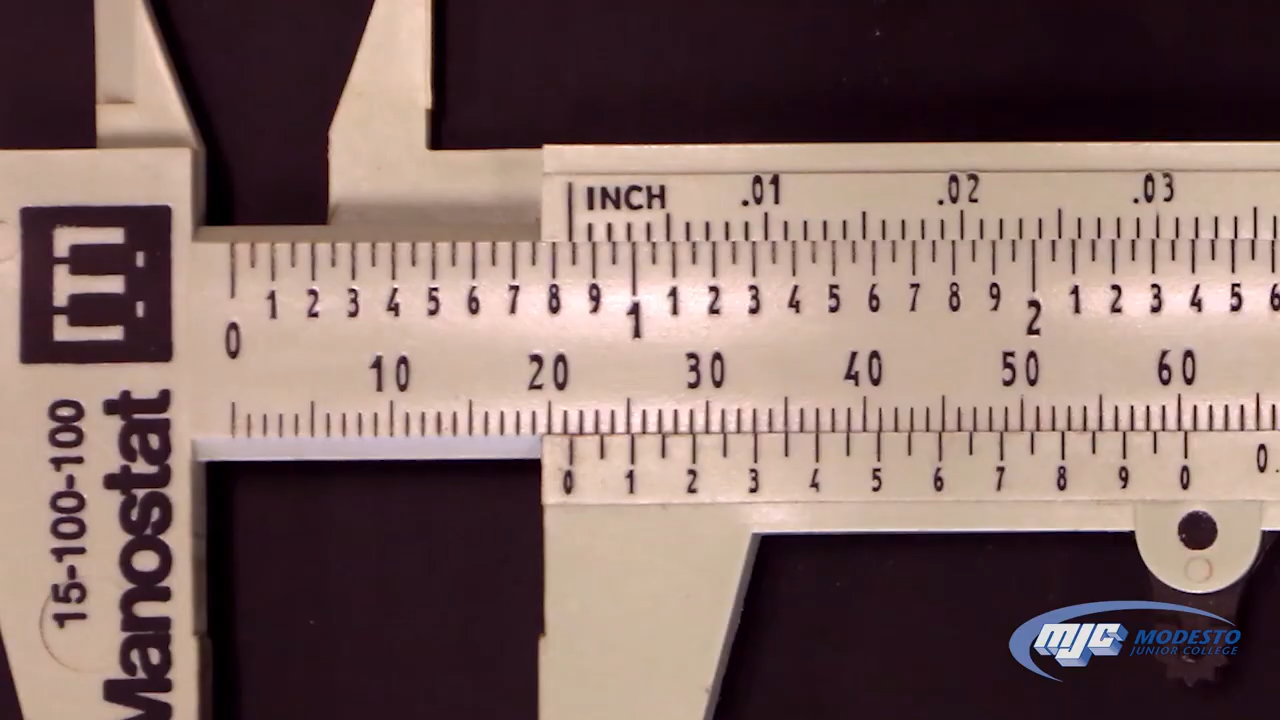 INCH .01 .02 .03
1 2 3 4 5 6 7 8 9 1 1 2 3 4 5 6 7 8 9 2 1 2 3 4 5 6
0
10 20 30 40 50 60
0 1 2 3 4 5 6 7 8 9 0 0.
15-100-100
Manostat
MJC MODESTO
JUNIOR COLLEGE